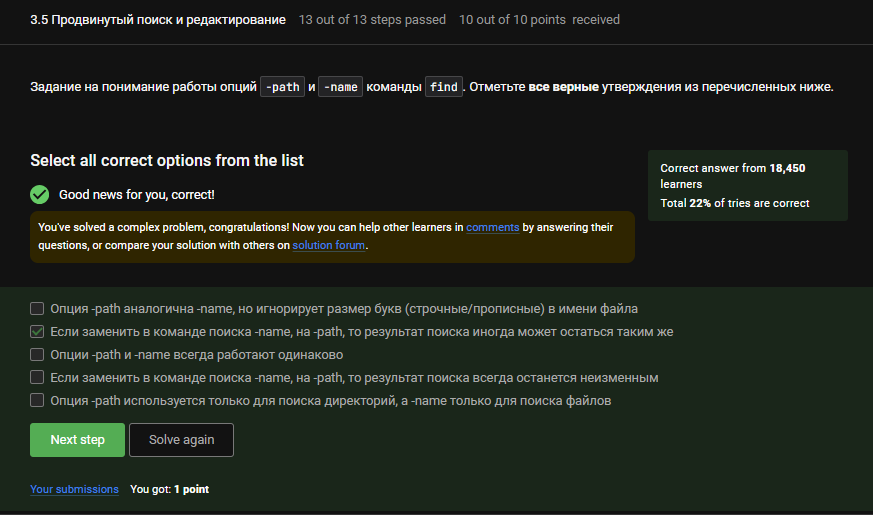 3.5 Продвинутый поиск и редактирование 13 out of 13 steps passed 10 out of 10 points received
Задание на понимание работы опций -path и -name команды find. Отметьте все верные утверждения из перечисленных ниже.
Select all correct options from the list
Good news for you, correct!
You've solved a complex problem, congratulations! Now you can help other learners in comments by answering their
questions, or compare your solution with others on solution forum.
Correct answer from 18,450
learners
Total 22% of tries are correct
Опция -path аналогична -name, но игнорирует размер букв (строчные/прописные) в имени файла
Если заменить в команде поиска -name, на -path, то результат поиска иногда может остаться таким же
Опции -path и -name всегда работают одинаково
Если заменить в команде поиска -name, на -path, то результат поиска всегда останется неизменным
Опция -path используется только для поиска директорий, а -name только для поиска файлов
Next step Solve again
Your submissions You got: 1 point